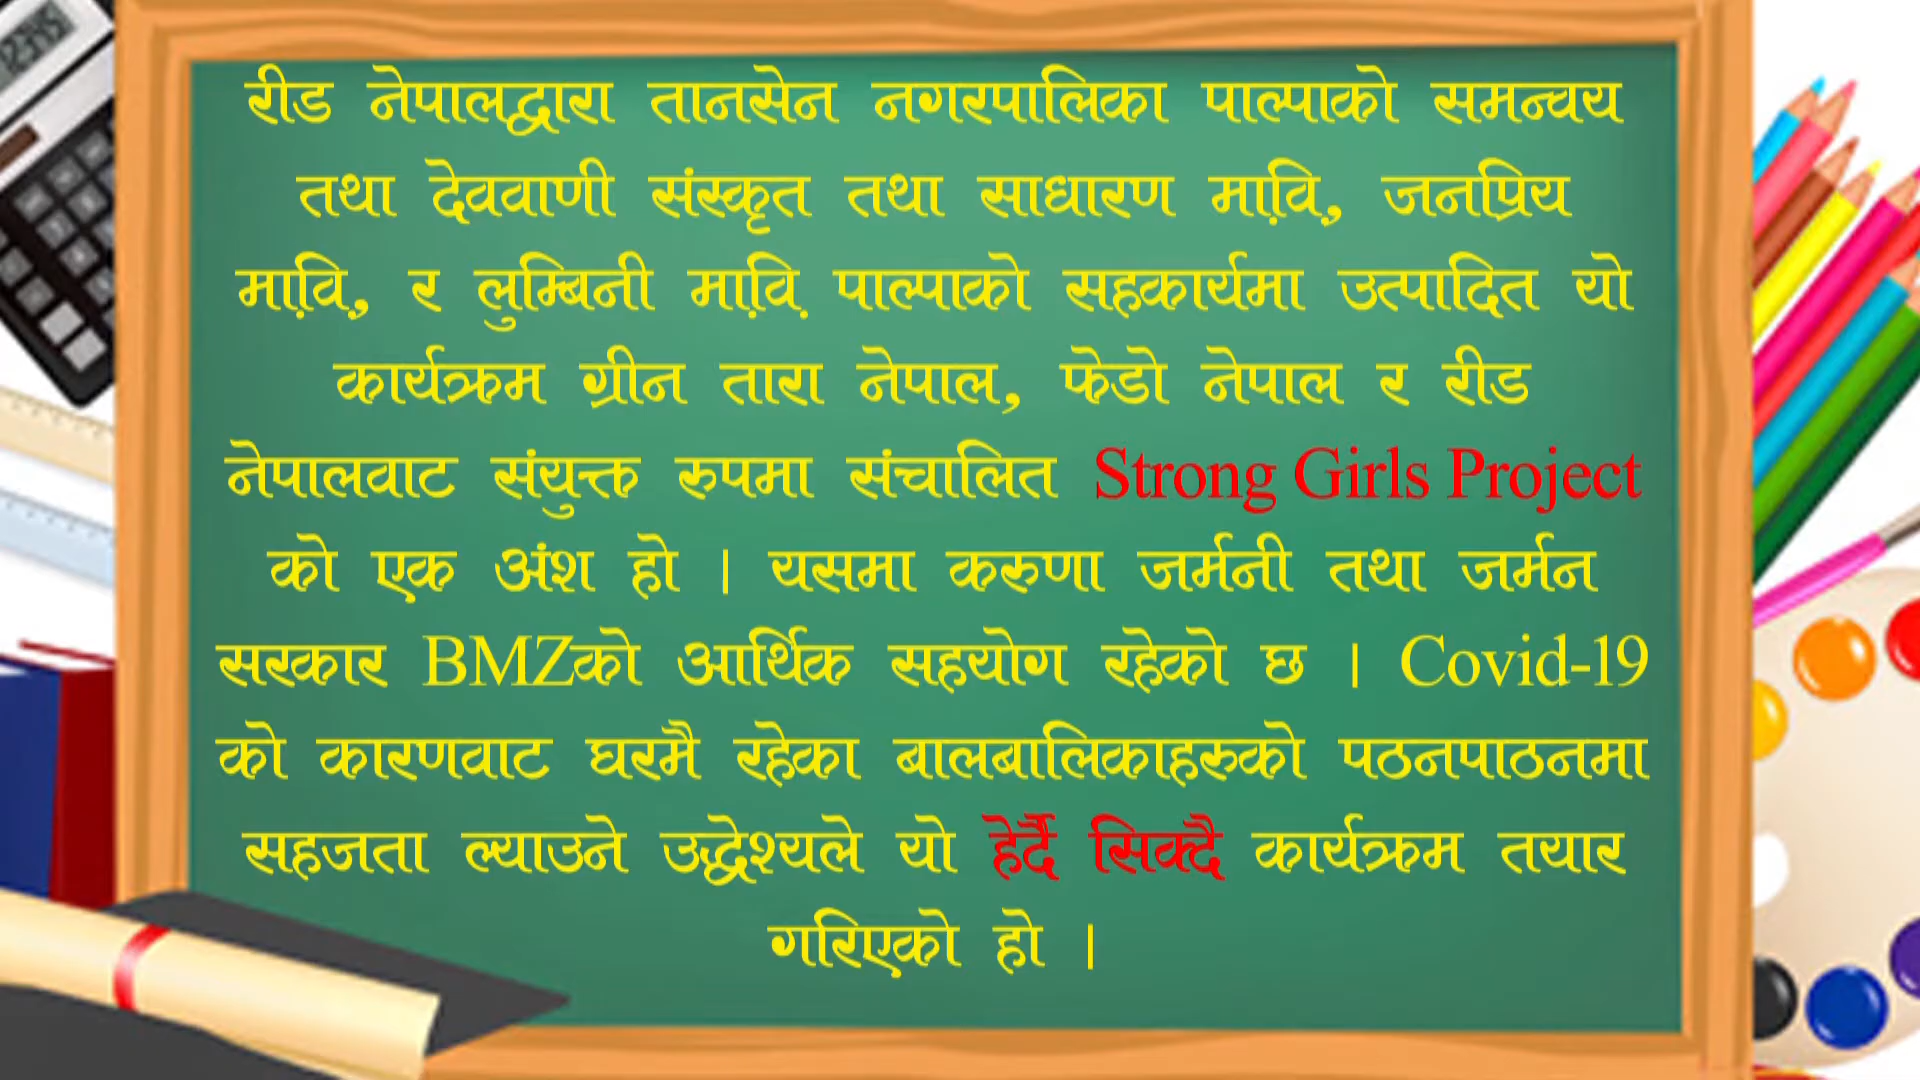 रीड नेपालद्वारा तानसेन नगरपालिका पाल्पाको समन्वय
तथा देववाणी संस्कृत तथा साधारण मा़वि़, जनप्रिय
मा़वि़, र लुम्बिनी मा़वि़ पाल्पाको सहकार्यमा उत्पादित यो
कार्यक्रम ग्रीन तारा नेपाल, फेडो नेपाल र रीड
नेपालवाट संयुक्त रुपमा संचालित Strong Girls Project
को एक अंश हो । यसमा करुणा जर्मनी तथा जर्मन
सरकार BMZको आर्थिक सहयोग रहेको छ । Covid-19
को कारणवाट घरमै रहेका बालबालिकाहरुको पठनपाठनमा
सहजता ल्याउने उद्धेश्यले यो हेर्दै सिक्दै कार्यक्रम तयार
गरिएको हो ।